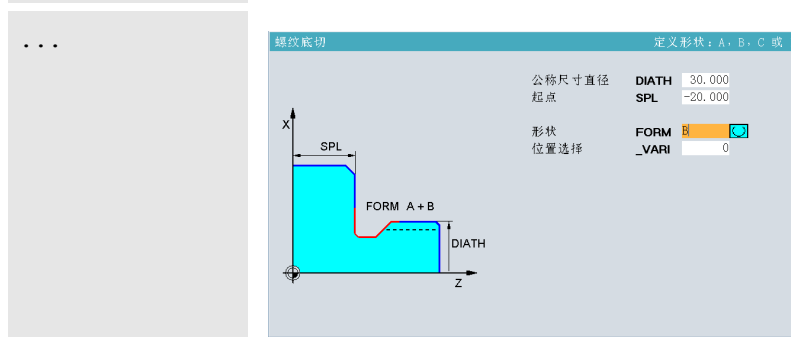 ...
螺纹底切 定义形状：A，B，C 或
公称尺寸直径 DIATH 30.000
起点 SPL -20.000
形状 FORM B
位置选择 _VARI 0
X
SPL
FORM A + B
DIATH
Z